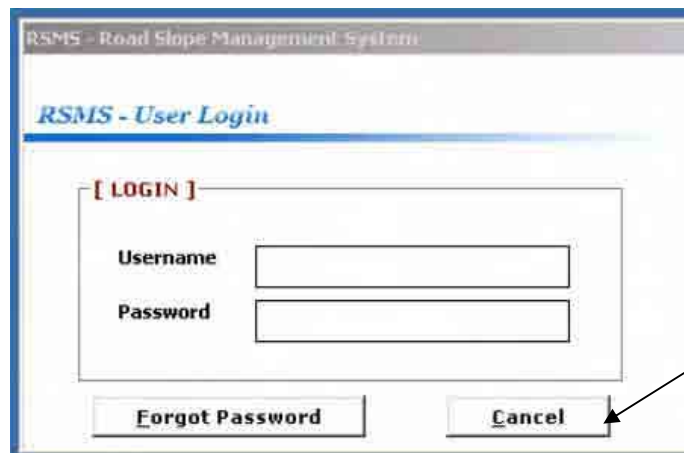 RSMS - Road Slope Management System
RSMS - User Login
[ LOGIN ]
Username
Password
Forgot Password
Cancel